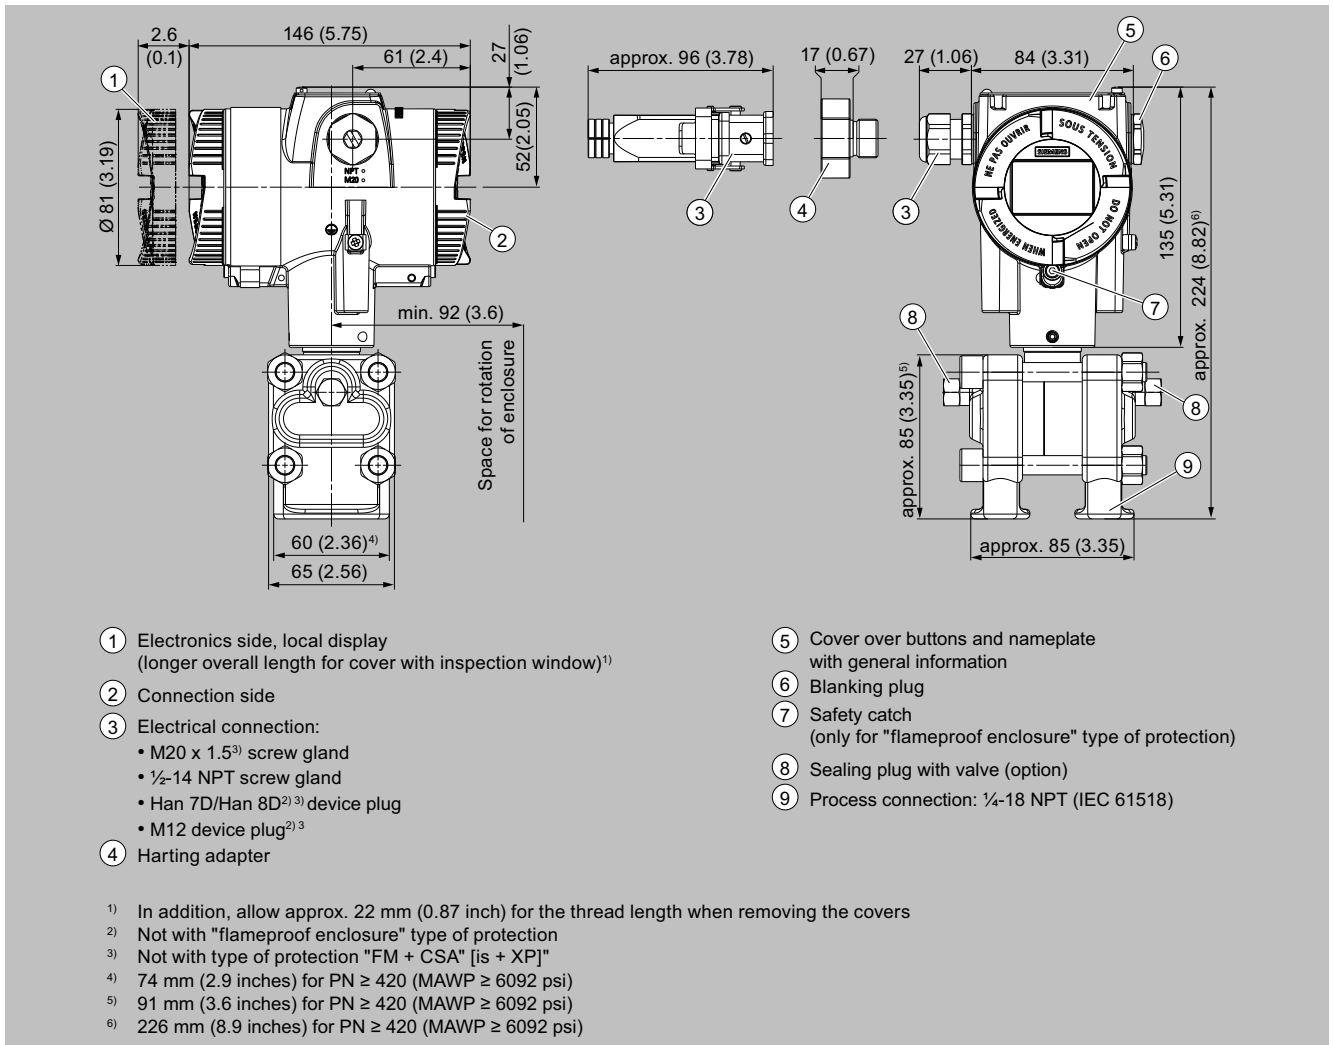 2.6
(0.1)
146 (5.75)
61 (2.4)
27
(1.06)
52(2.05)
Ø 81 (3.19)
1
2
NPT
M20
min. 92 (3.6)
Space for rotation
of enclosure
60 (2.36)4)
65 (2.56)
approx. 96 (3.78)
17 (0.67)
27 (1.06)
84 (3.31)
3
4
3
5
6
NE PAS OUVRIR
SOUS TENSION
SIEMENS
WHEN ENERGIZED
DO NOT OPEN
135 (5.31)
approx. 224 (8.82)6)
7
8
8
9
approx. 85 (3.35)5)
approx. 85 (3.35)
1 Electronics side, local display
(longer overall length for cover with inspection window)1)
2 Connection side
3 Electrical connection:
• M20 x 1.53) screw gland
• ½-14 NPT screw gland
• Han 7D/Han 8D2) 3) device plug
• M12 device plug2) 3
4 Harting adapter
5 Cover over buttons and nameplate
with general information
6 Blanking plug
7 Safety catch
(only for "flameproof enclosure" type of protection)
8 Sealing plug with valve (option)
9 Process connection: ¼-18 NPT (IEC 61518)
1) In addition, allow approx. 22 mm (0.87 inch) for the thread length when removing the covers
2) Not with "flameproof enclosure" type of protection
3) Not with type of protection "FM + CSA" [is + XP]"
4) 74 mm (2.9 inches) for PN ≥ 420 (MAWP ≥ 6092 psi)
5) 91 mm (3.6 inches) for PN ≥ 420 (MAWP ≥ 6092 psi)
6) 226 mm (8.9 inches) for PN ≥ 420 (MAWP ≥ 6092 psi)